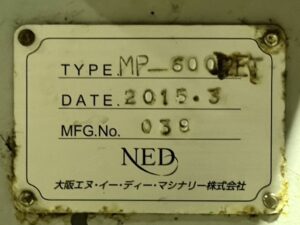 TYPE. MP-600
DATE. 2015.3
MFG.No. 039
NED
大阪エヌ・イー・ディー・マシナリー株式会社